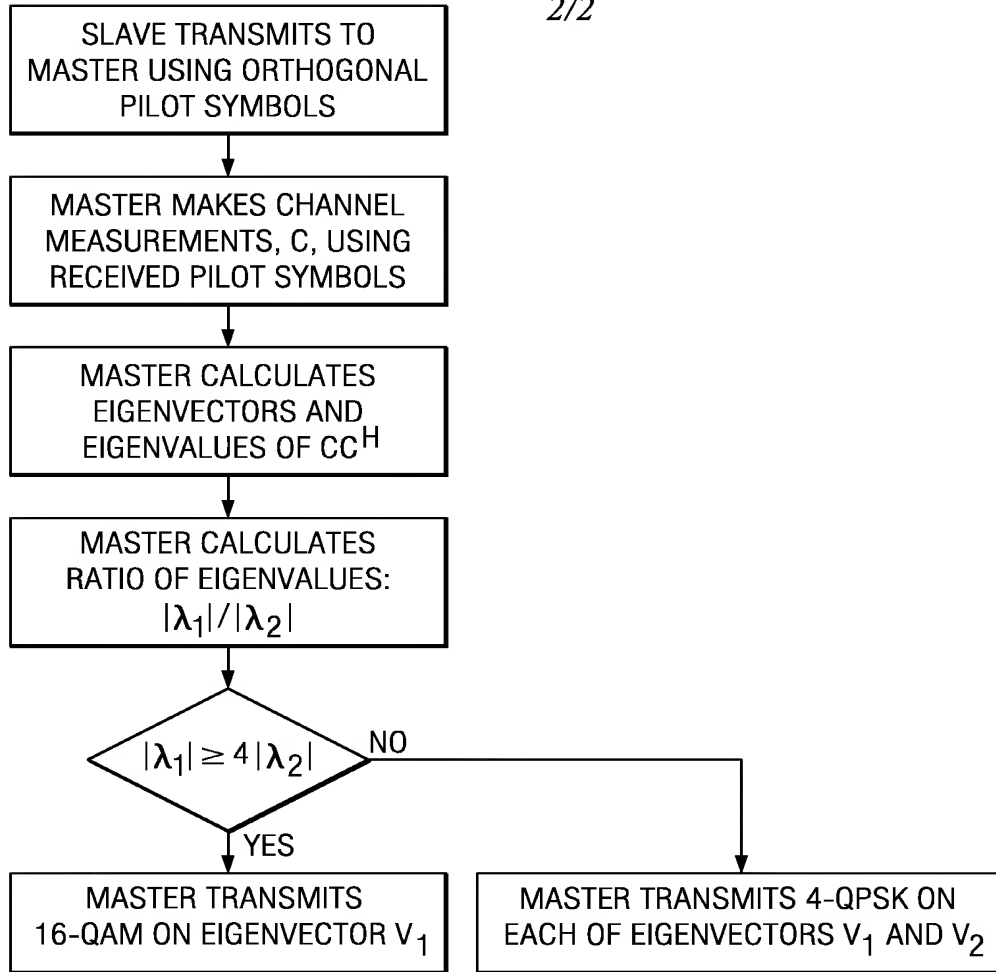 2/2
SLAVE TRANSMITS TO
MASTER USING ORTHOGONAL
PILOT SYMBOLS
MASTER MAKES CHANNEL
MEASUREMENTS, C, USING
RECEIVED PILOT SYMBOLS
MASTER CALCULATES
EIGENVECTORS AND
EIGENVALUES OF CC^H
MASTER CALCULATES
RATIO OF EIGENVALUES:
|λ₁|/|λ₂|
|λ₁| ≥ 4|λ₂|
NO
YES
MASTER TRANSMITS
16-QAM ON EIGENVECTOR V₁
MASTER TRANSMITS 4-QPSK ON
EACH OF EIGENVECTORS V₁ AND V₂